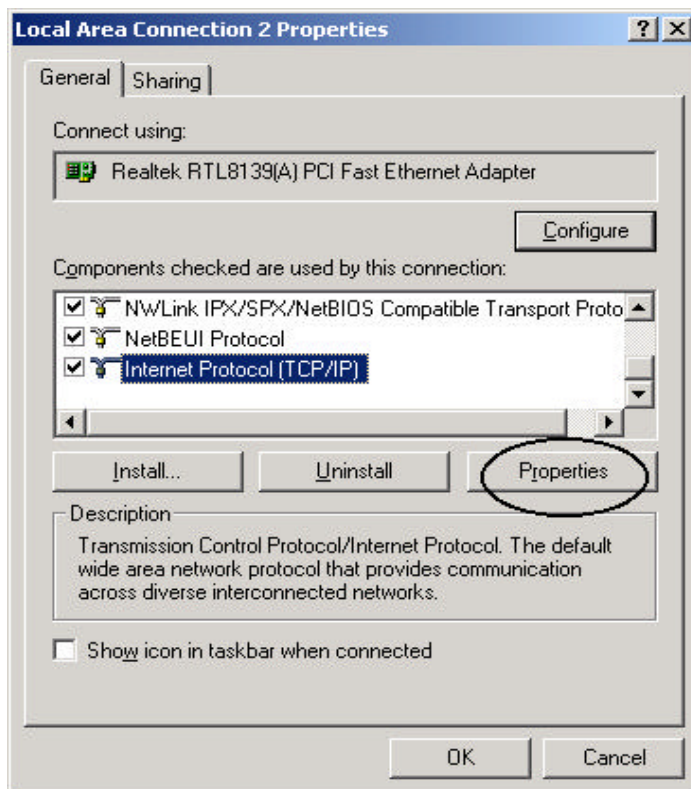 Local Area Connection 2 Properties
General
Sharing
Connect using:
Realtek RTL8139(A) PCI Fast Ethernet Adapter
Configure
Components checked are used by this connection:
NWLink IPX/SPX/NetBIOS Compatible Transport Proto
NetBEUI Protocol
Internet Protocol (TCP/IP)
Install...
Uninstall
Properties
Description
Transmission Control Protocol/Internet Protocol. The default
wide area network protocol that provides communication
across diverse interconnected networks.
Show icon in taskbar when connected
OK
Cancel